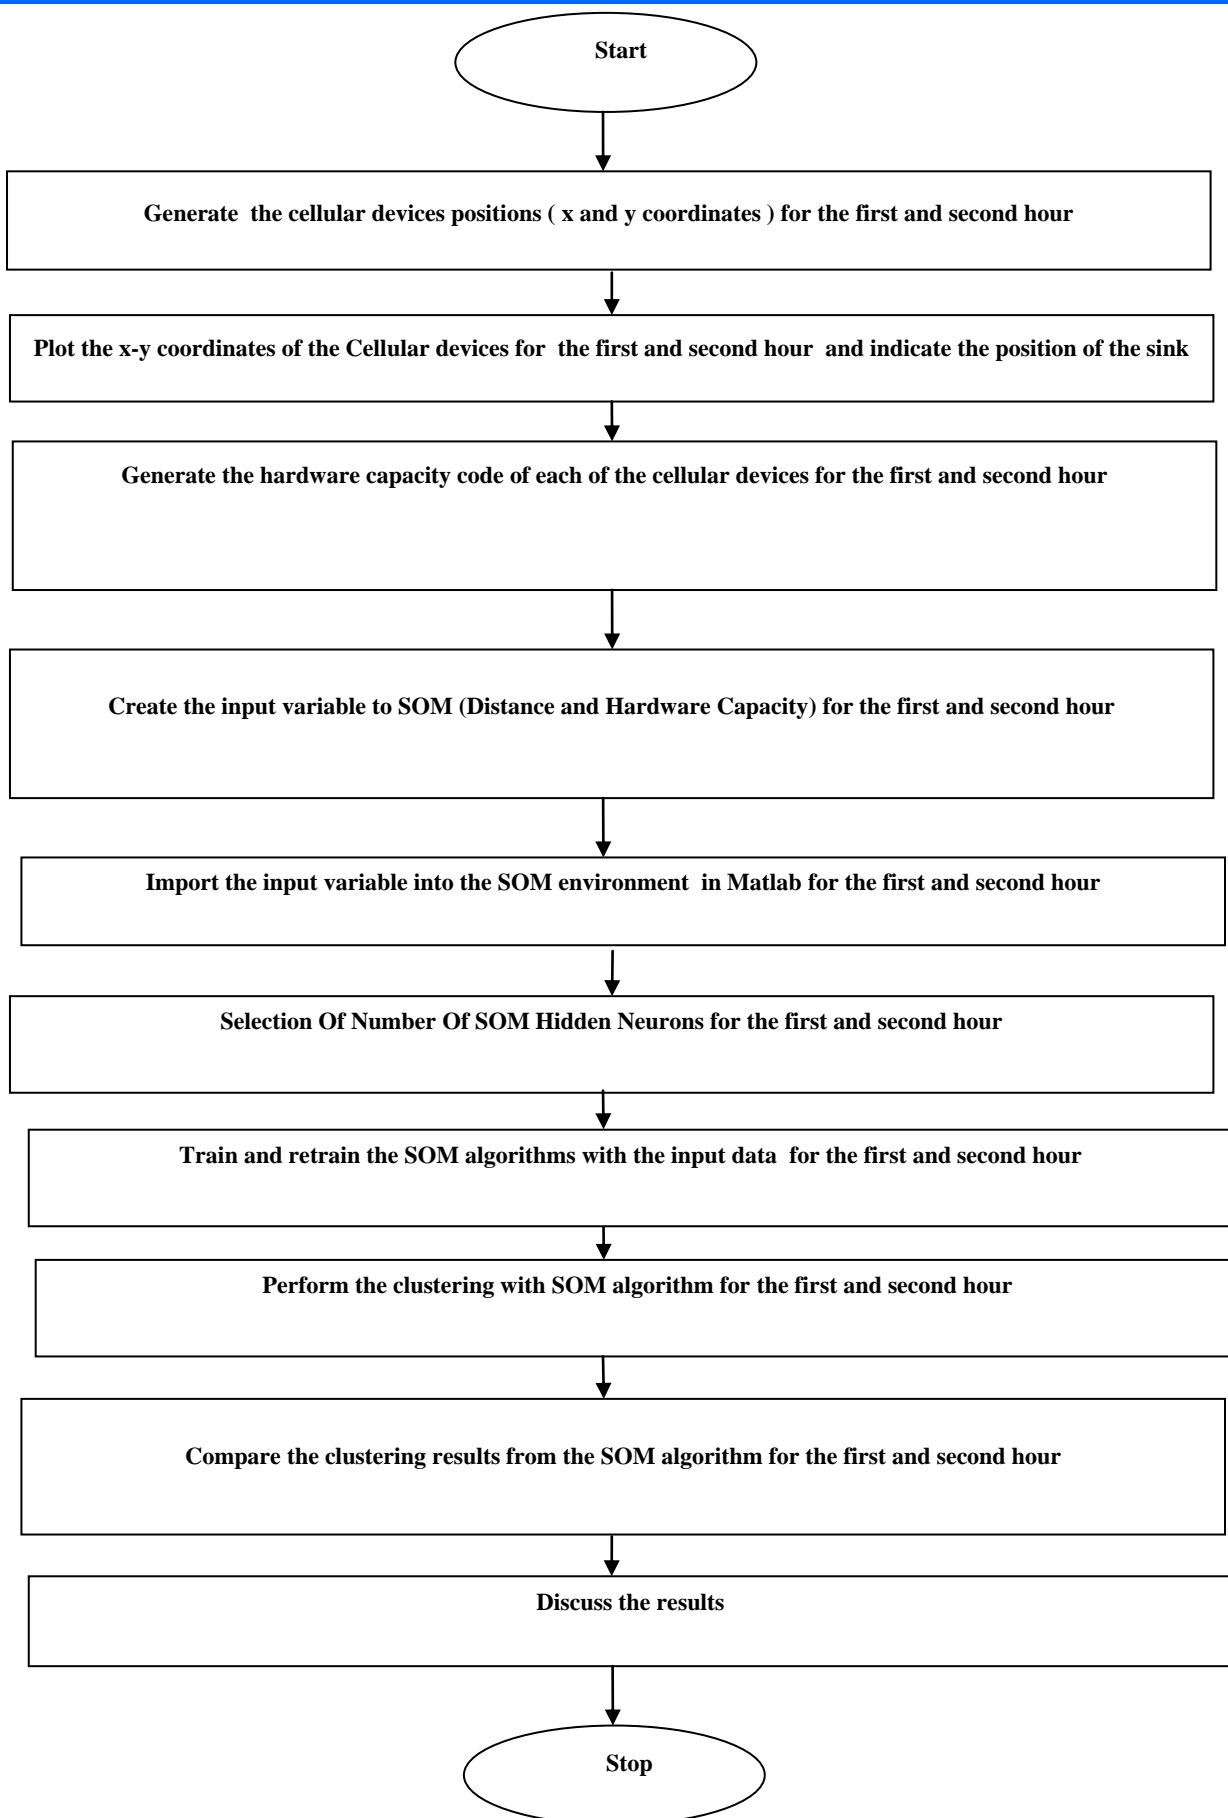 Start
Generate the cellular devices positions ( x and y coordinates ) for the first and second hour
Plot the x-y coordinates of the Cellular devices for the first and second hour and indicate the position of the sink
Generate the hardware capacity code of each of the cellular devices for the first and second hour
Create the input variable to SOM (Distance and Hardware Capacity) for the first and second hour
Import the input variable into the SOM environment in Matlab for the first and second hour
Selection Of Number Of SOM Hidden Neurons for the first and second hour
Train and retrain the SOM algorithms with the input data for the first and second hour
Perform the clustering with SOM algorithm for the first and second hour
Compare the clustering results from the SOM algorithm for the first and second hour
Discuss the results
Stop